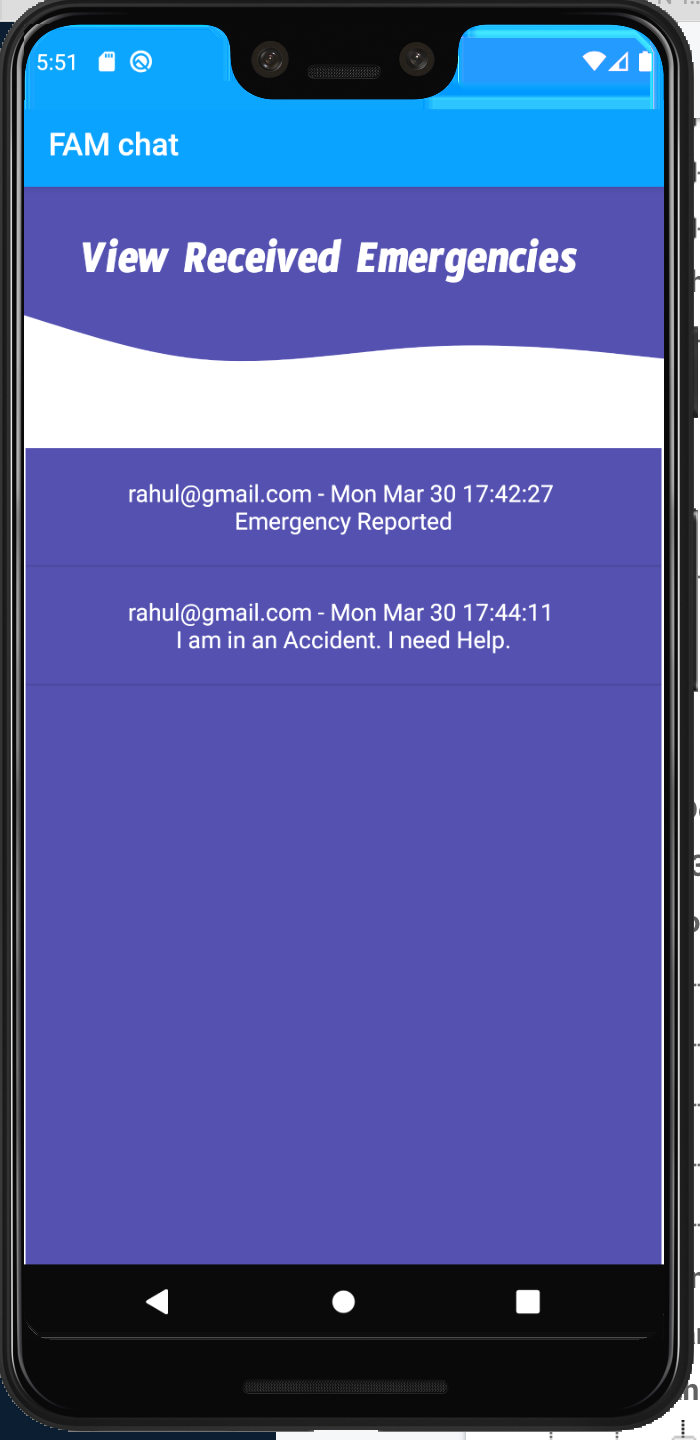 5:51
FAM chat
View Received Emergencies
rahul@gmail.com - Mon Mar 30 17:42:27
Emergency Reported
rahul@gmail.com - Mon Mar 30 17:44:11
I am in an Accident. I need Help.